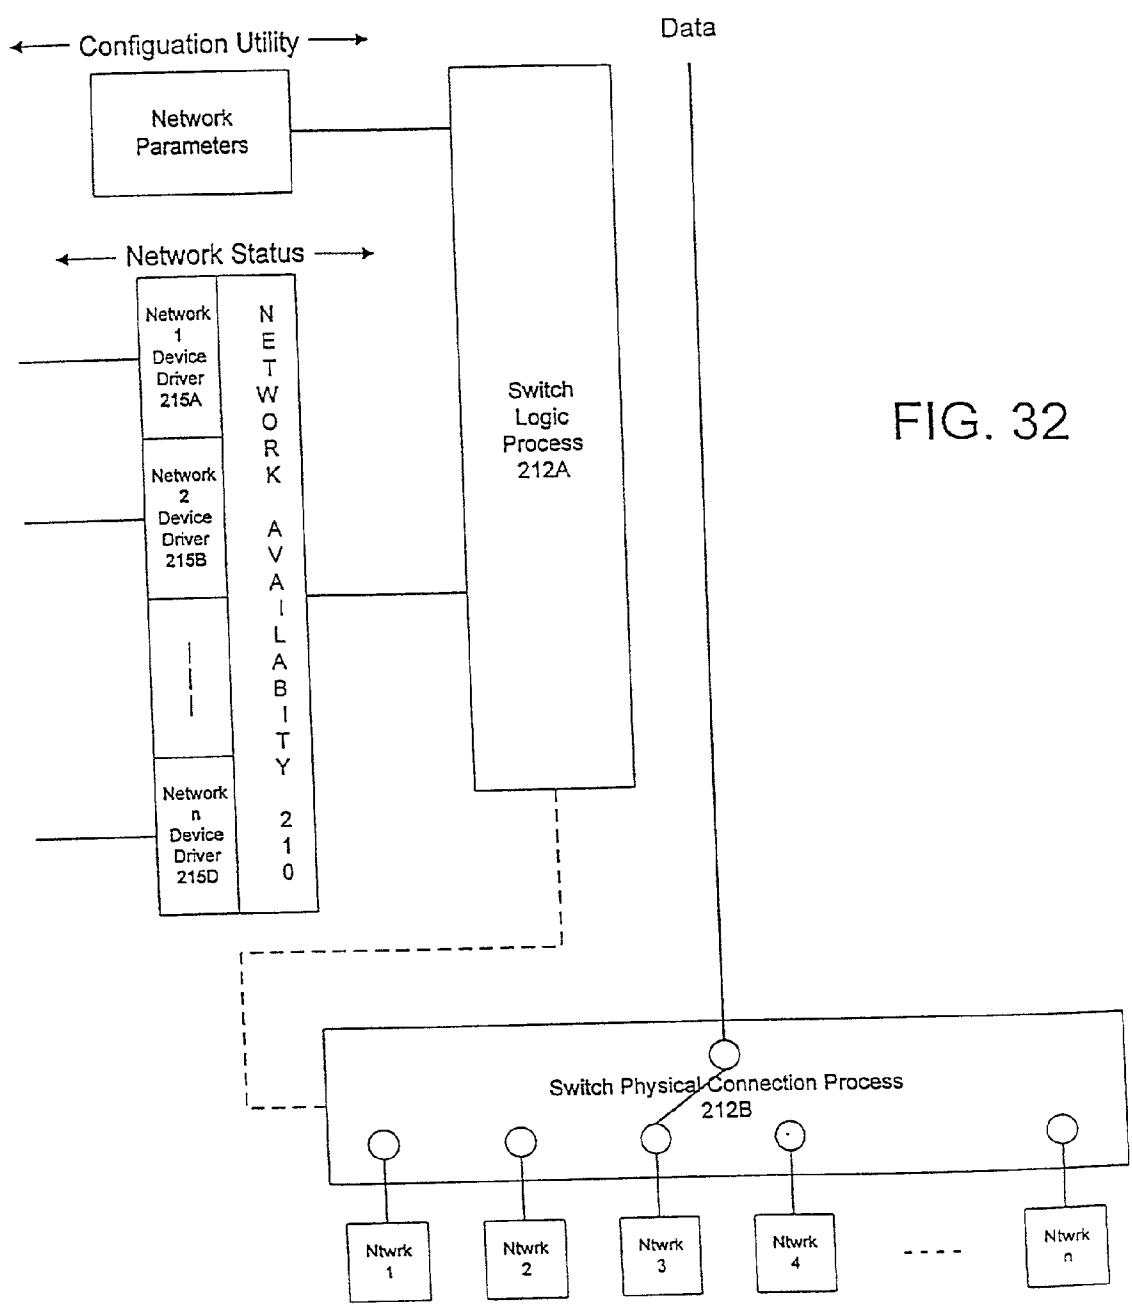 Data
Configuation Utility
Network
Parameters
Network Status
Network
1
Device
Driver
215A
Network
2
Device
Driver
215B
Network
n
Device
Driver
215D
NETWORK AVAILABITY 210
Switch
Logic
Process
212A
FIG. 32
Switch Physical Connection Process
212B
Ntwrk
1
Ntwrk
2
Ntwrk
3
Ntwrk
4
Ntwrk
n